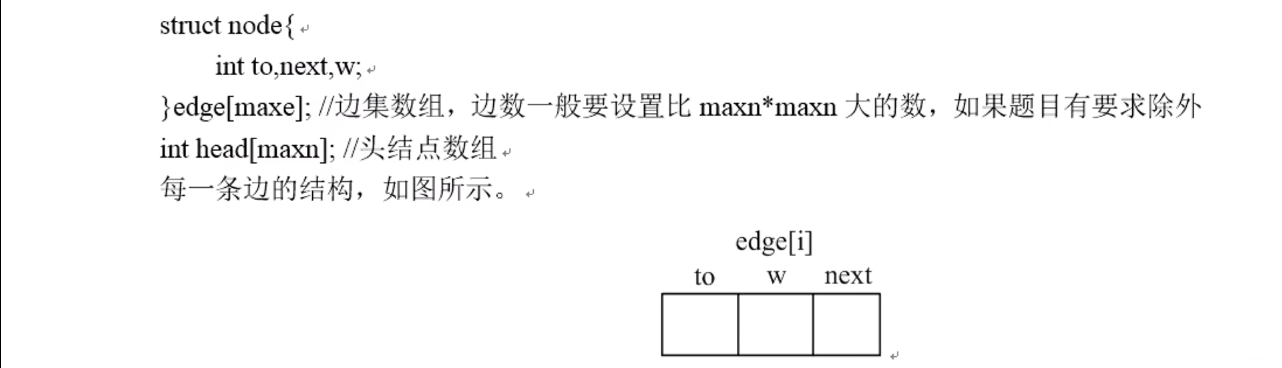 struct node{
int to,next,w;
}edge[maxe]; //边集数组，边数一般要设置比 maxn*maxn 大的数，如果题目有要求除外
int head[maxn]; //头结点数组
每一条边的结构，如图所示。
edge[i]
to w next